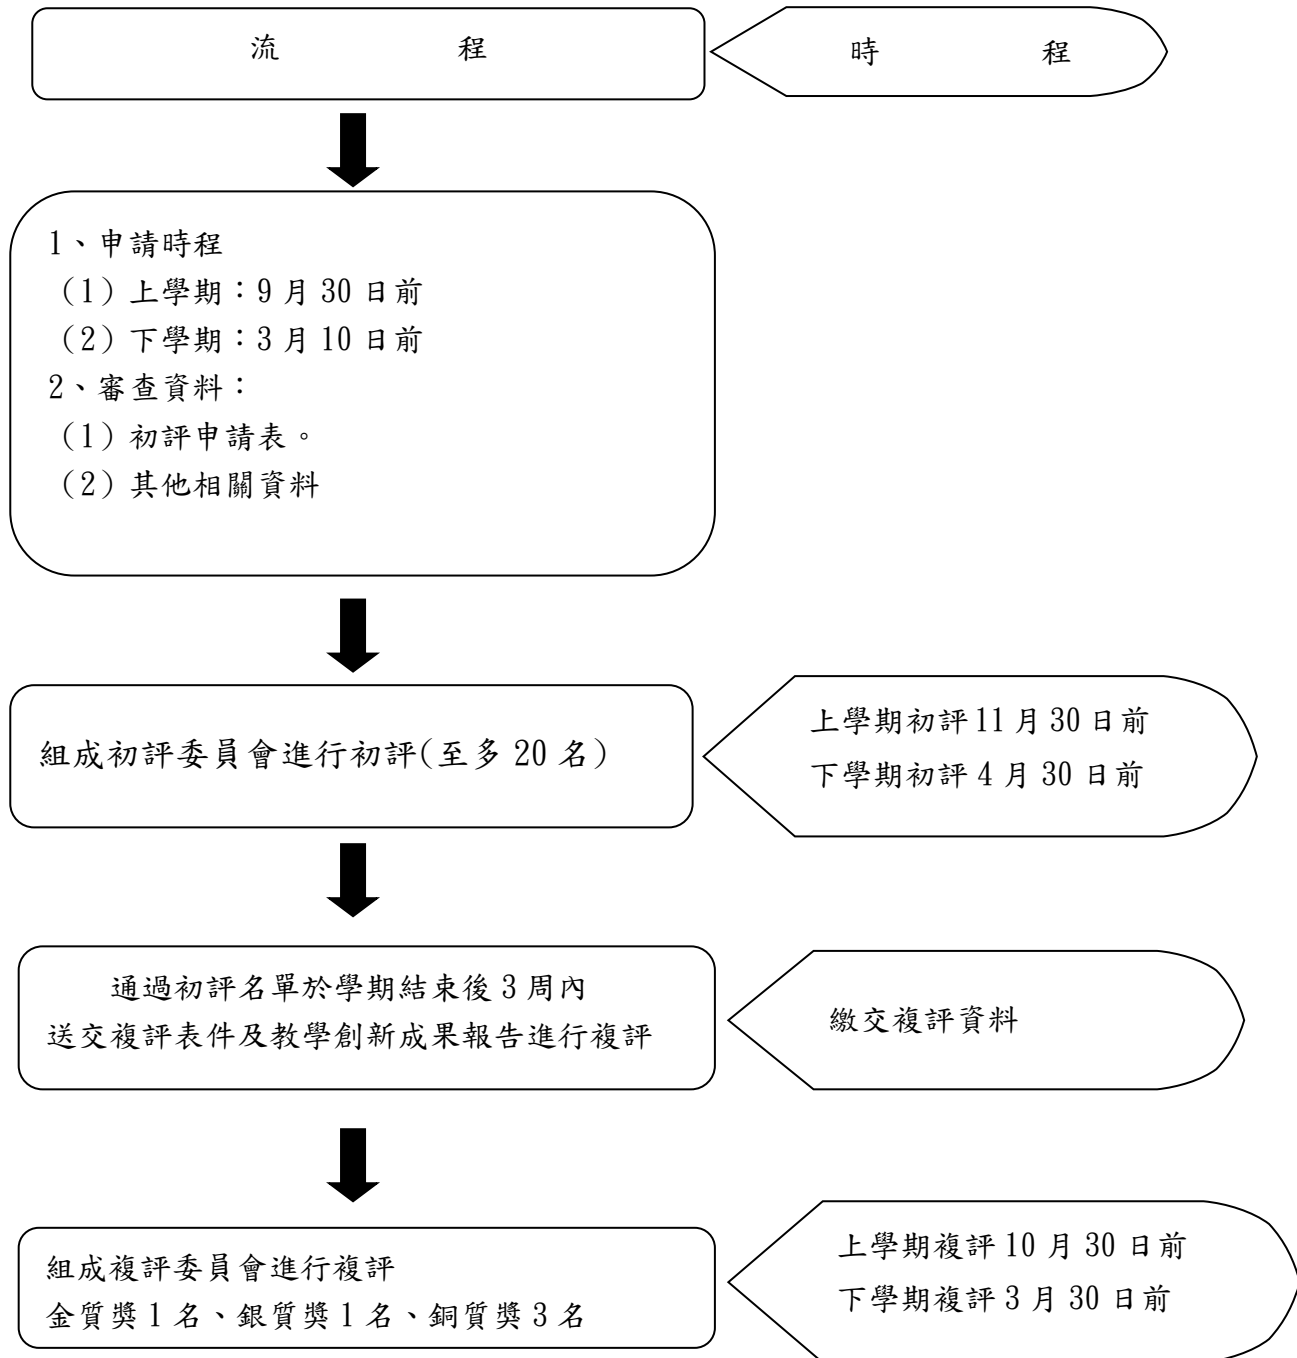 流程
時程
1、申請時程
（1）上學期：9月30日前
（2）下學期：3月10日前
2、審查資料：
（1）初評申請表。
（2）其他相關資料
組成初評委員會進行初評(至多20名)
上學期初評11月30日前
下學期初評4月30日前
通過初評名單於學期結束後3周內
送交複評表件及教學創新成果報告進行複評
繳交複評資料
組成複評委員會進行複評
金質獎1名、銀質獎1名、銅質獎3名
上學期複評10月30日前
下學期複評3月30日前